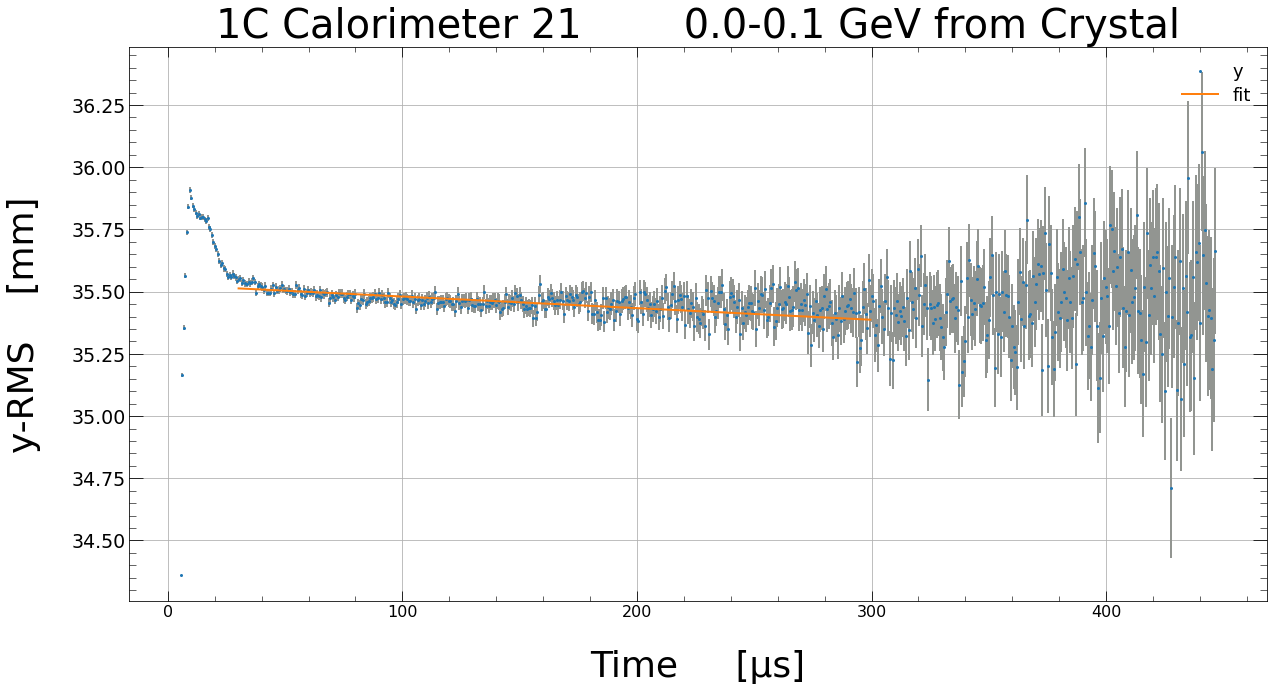 1C Calorimeter 21 0.0-0.1 GeV from Crystal
y
fit
36.25
36.00
35.75
35.50
35.25
35.00
34.75
34.50
y-RMS [mm]
0 100 200 300 400
Time [µs]